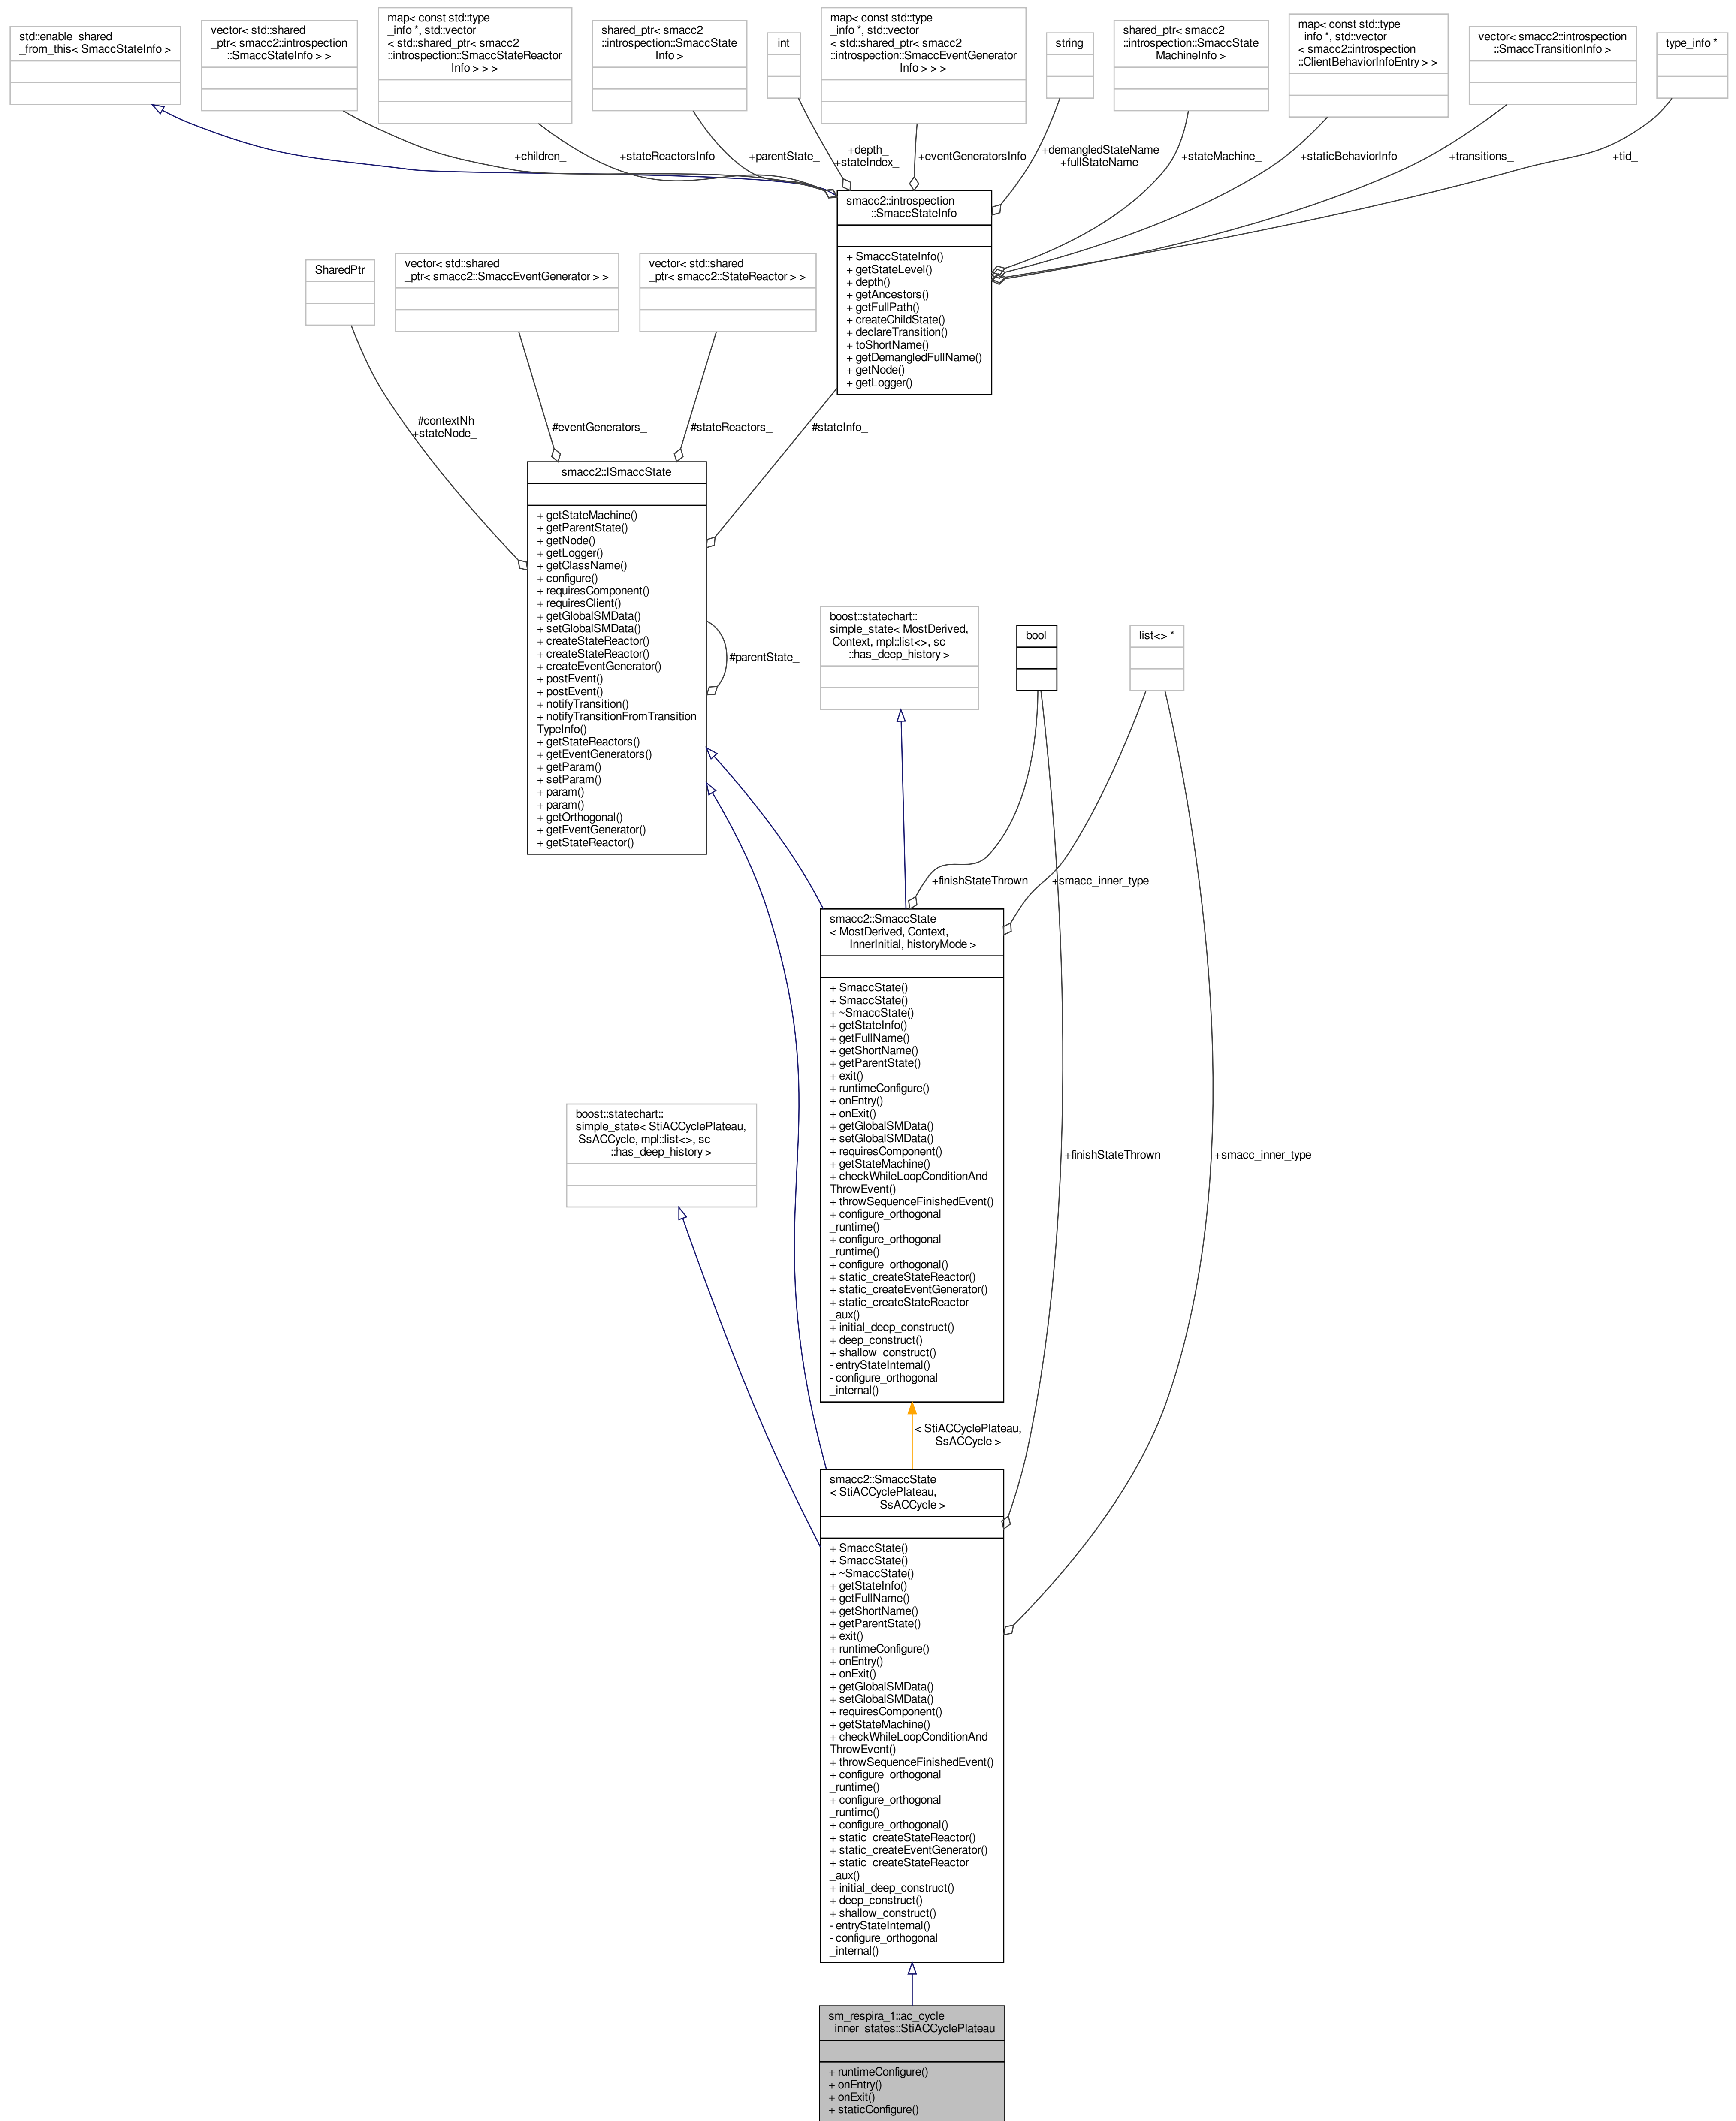 std::enable_shared
_from_this< SmaccStateInfo >
vector< std::shared
_ptr< smacc2::introspection
::SmaccStateInfo > >
map< const std::type
_info *, std::vector
< std::shared_ptr< smacc2
::introspection::SmaccStateReactor
Info > > >
shared_ptr< smacc2
::introspection::SmaccState
Info >
int
map< const std::type
_info *, std::vector
< std::shared_ptr< smacc2
::introspection::SmaccEventGenerator
Info > > >
string
shared_ptr< smacc2
::introspection::SmaccState
MachineInfo >
map< const std::type
_info *, std::vector
< smacc2::introspection
::ClientBehaviorInfoEntry > >
vector< smacc2::introspection
::SmaccTransitionInfo >
type_info *
+children_
+stateReactorsInfo
+parentState_
+depth_
+stateIndex_
+eventGeneratorsInfo
+demangledStateName
+fullStateName
+stateMachine_
+staticBehaviorInfo
+transitions_
+tid_
smacc2::introspection
::SmaccStateInfo
+ SmaccStateInfo()
+ getStateLevel()
+ depth()
+ getAncestors()
+ getFullPath()
+ createChildState()
+ declareTransition()
+ toShortName()
+ getDemangledFullName()
+ getNode()
+ getLogger()
SharedPtr
vector< std::shared
_ptr< smacc2::SmaccEventGenerator > >
vector< std::shared
_ptr< smacc2::StateReactor > >
#contextNh
+stateNode_
#eventGenerators_
#stateReactors_
#stateInfo_
smacc2::ISmaccState
+ getStateMachine()
+ getParentState()
+ getNode()
+ getLogger()
+ getClassName()
+ configure()
+ requiresComponent()
+ requiresClient()
+ getGlobalSMData()
+ setGlobalSMData()
+ createStateReactor()
+ createStateReactor()
+ createEventGenerator()
+ postEvent()
+ postEvent()
+ notifyTransition()
+ notifyTransitionFromTransition
TypeInfo()
+ getStateReactors()
+ getEventGenerators()
+ getParam()
+ setParam()
+ param()
+ param()
+ getOrthogonal()
+ getEventGenerator()
+ getStateReactor()
#parentState_
boost::statechart::
simple_state< MostDerived,
Context, mpl::list<>, sc
::has_deep_history >
bool
list<> *
+finishStateThrown
+smacc_inner_type
smacc2::SmaccState
< MostDerived, Context,
InnerInitial, historyMode >
+ SmaccState()
+ SmaccState()
+ ~SmaccState()
+ getStateInfo()
+ getFullName()
+ getShortName()
+ getParentState()
+ exit()
+ runtimeConfigure()
+ onEntry()
+ onExit()
+ getGlobalSMData()
+ setGlobalSMData()
+ requiresComponent()
+ getStateMachine()
+ checkWhileLoopConditionAnd
ThrowEvent()
+ throwSequenceFinishedEvent()
+ configure_orthogonal
_runtime()
+ configure_orthogonal
_runtime()
+ configure_orthogonal()
+ static_createStateReactor()
+ static_createEventGenerator()
+ static_createStateReactor
_aux()
+ initial_deep_construct()
+ deep_construct()
+ shallow_construct()
- entryStateInternal()
- configure_orthogonal
_internal()
boost::statechart::
simple_state< StiACCyclePlateau,
SsACCycle, mpl::list<>, sc
::has_deep_history >
+finishStateThrown
+smacc_inner_type
< StiACCyclePlateau,
SsACCycle >
smacc2::SmaccState
< StiACCyclePlateau,
SsACCycle >
+ SmaccState()
+ SmaccState()
+ ~SmaccState()
+ getStateInfo()
+ getFullName()
+ getShortName()
+ getParentState()
+ exit()
+ runtimeConfigure()
+ onEntry()
+ onExit()
+ getGlobalSMData()
+ setGlobalSMData()
+ requiresComponent()
+ getStateMachine()
+ checkWhileLoopConditionAnd
ThrowEvent()
+ throwSequenceFinishedEvent()
+ configure_orthogonal
_runtime()
+ configure_orthogonal
_runtime()
+ configure_orthogonal()
+ static_createStateReactor()
+ static_createEventGenerator()
+ static_createStateReactor
_aux()
+ initial_deep_construct()
+ deep_construct()
+ shallow_construct()
- entryStateInternal()
- configure_orthogonal
_internal()
sm_respira_1::ac_cycle
_inner_states::StiACCyclePlateau
+ runtimeConfigure()
+ onEntry()
+ onExit()
+ staticConfigure()